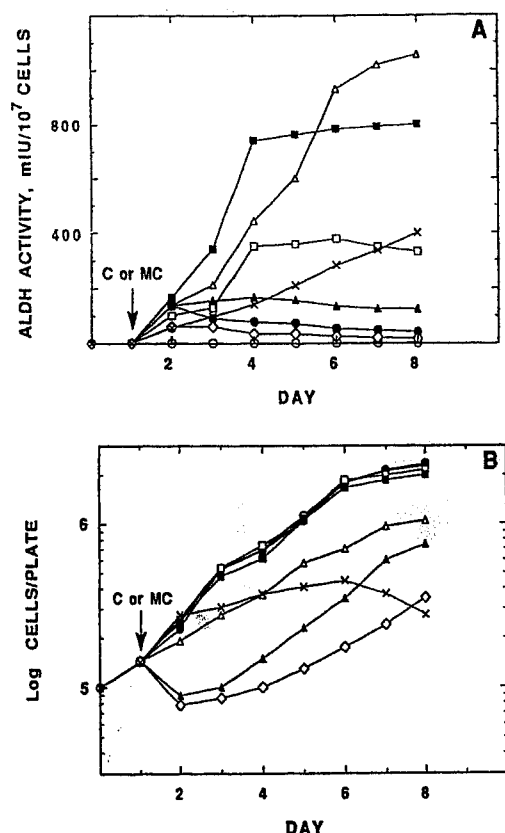 A
ALDH ACTIVITY, mIU/10⁷ CELLS
800
400
C or MC
2 4 6 8
DAY
B
Log CELLS/PLATE
6
5
C or MC
2 4 6 8
DAY